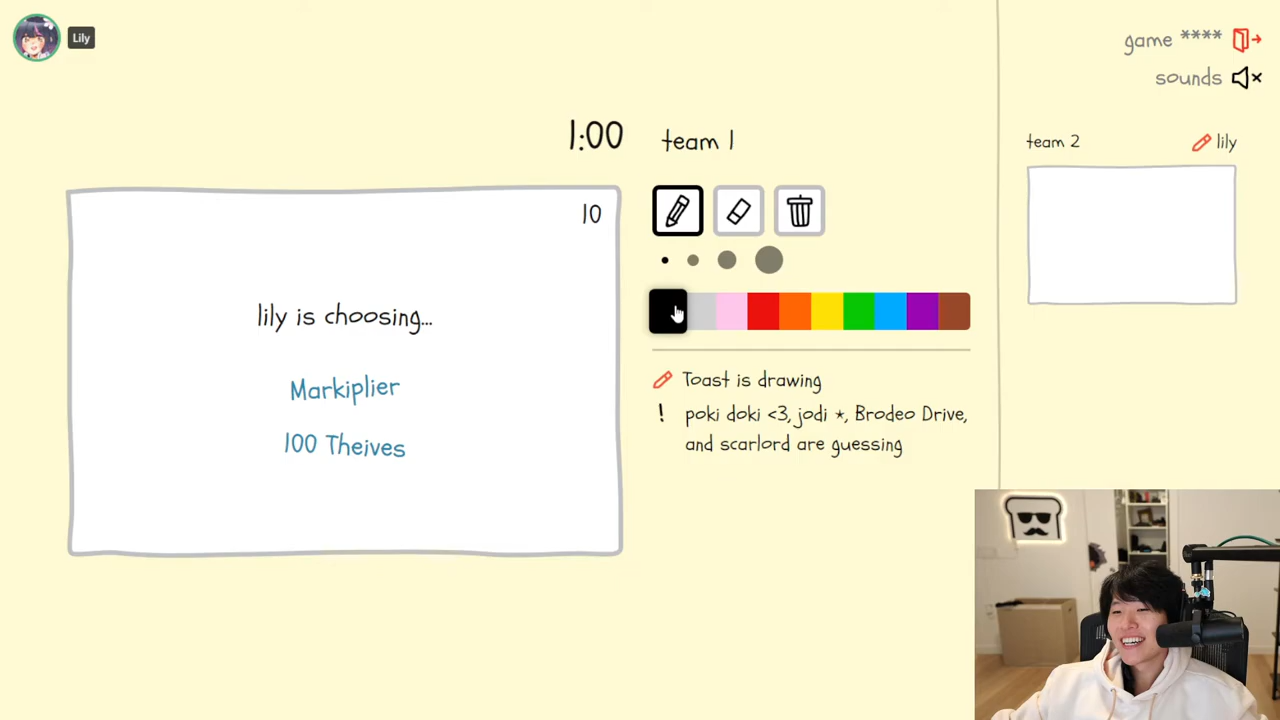 Lily
game ****
sounds
1:00
team 1
team 2
lily
10
lily is choosing...
Markiplier
100 Theives
Toast is drawing
! poki doki <3, jodi ★, Brodeo Drive,
and scarlord are guessing